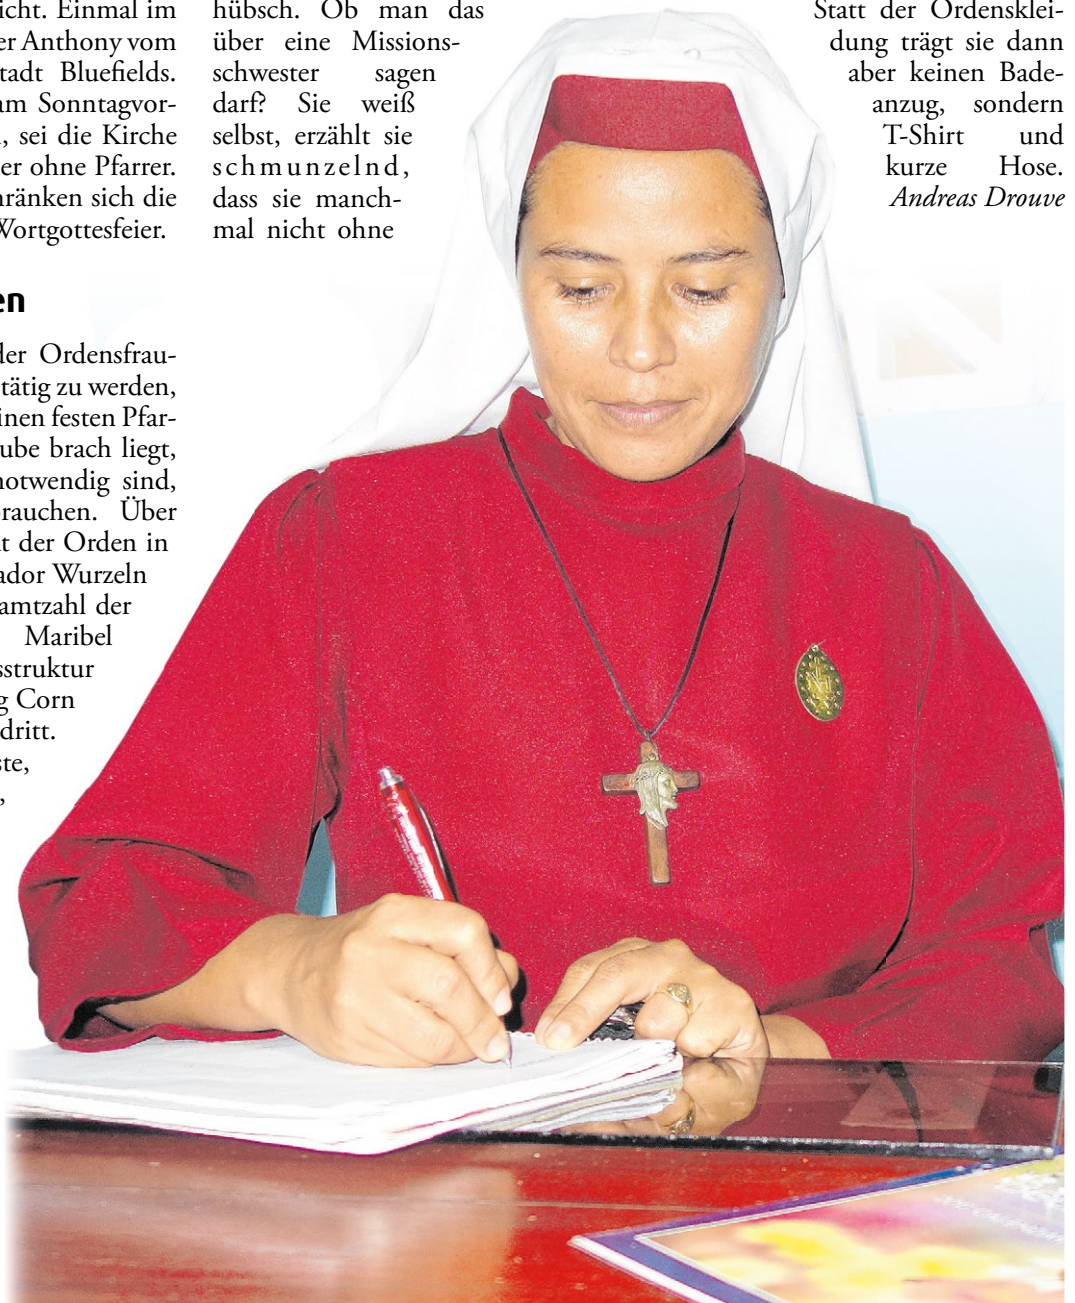 icht. Einmal im
er Anthony vom
tadt Bluefields.
am Sonntagvor-
, sei die Kirche
er ohne Pfarrer.
ränken sich die
Wortgottesfeier.
en
der Ordensfrau-
tätig zu werden,
inen festen Pfar-
ube brach liegt,
notwendig sind,
rauchen. Über
t der Orden in
ador Wurzeln
amtzahl der
Maribel
sstruktur
g Corn
dritt.
ste,
,
hübsch. Ob man das
über eine Missions-
schwester sagen
darf? Sie weiß
selbst, erzählt sie
schmunzelnd,
dass sie manch-
mal nicht ohne
Statt der Ordensklei-
dung trägt sie dann
aber keinen Bade-
anzug, sondern
T-Shirt und
kurze Hose.
Andreas Drouve